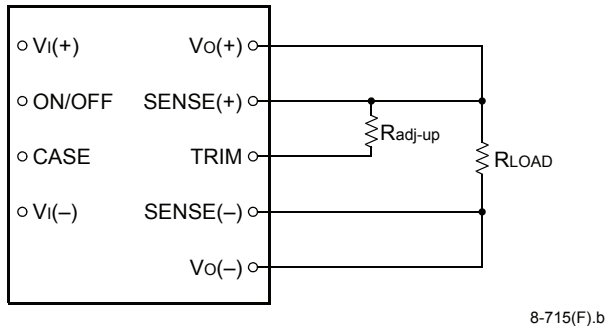 VI(+) VO(+)
ON/OFF SENSE(+)
Radj-up
CASE TRIM
RLOAD
VI(–) SENSE(–)
VO(–)
8-715(F).b